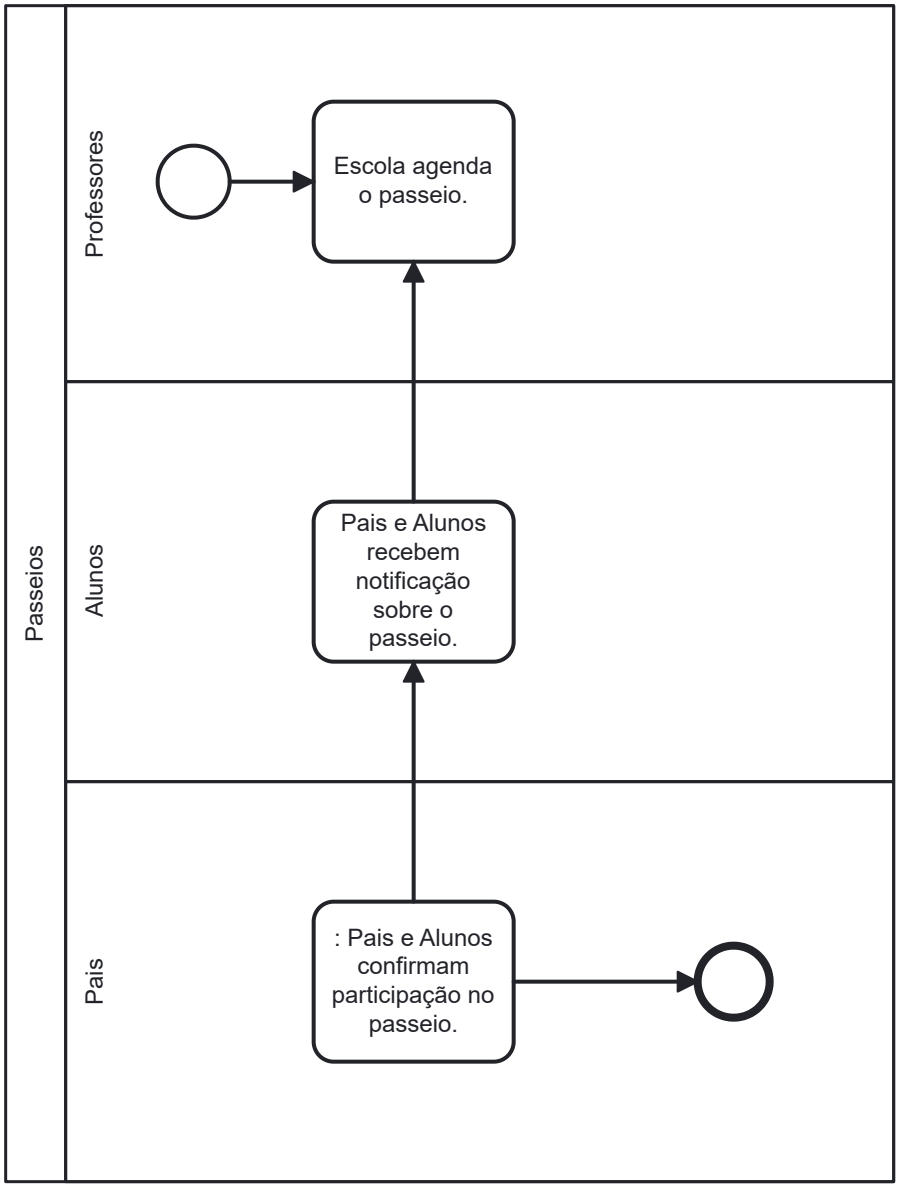 Passeios
Professores
Escola agenda
o passeio.
Alunos
Pais e Alunos
recebem
notificação
sobre o
passeio.
Pais
: Pais e Alunos
confirmam
participação no
passeio.